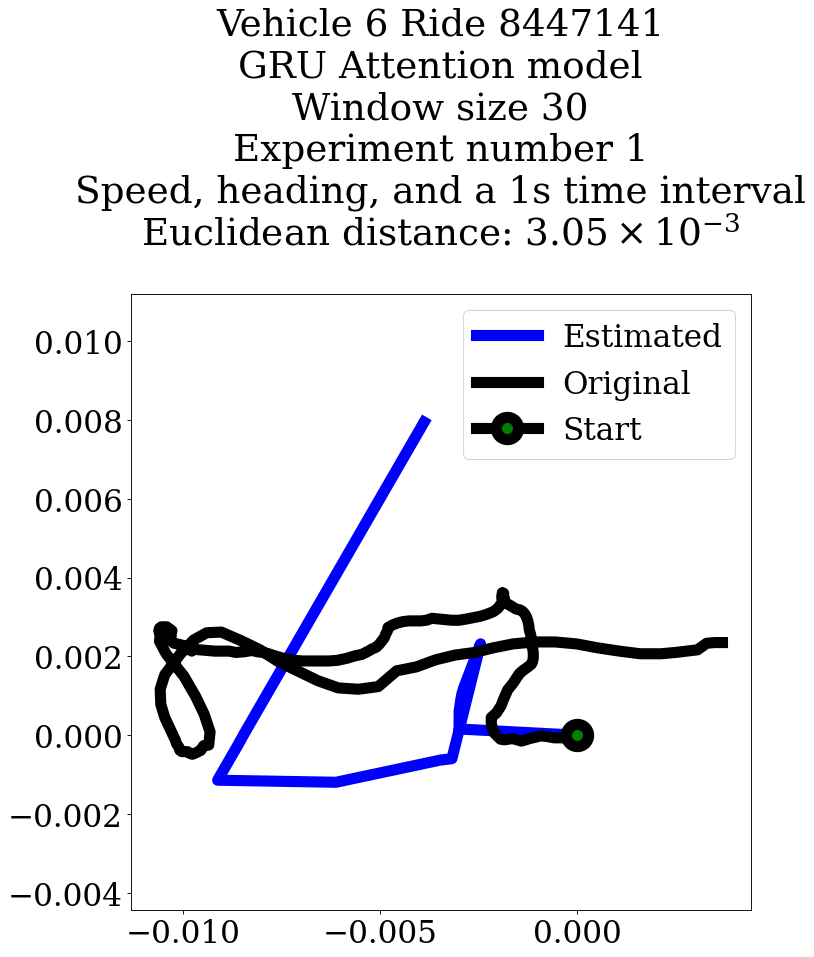 Vehicle 6 Ride 8447141
GRU Attention model
Window size 30
Experiment number 1
Speed, heading, and a 1s time interval
Euclidean distance: 3.05 × 10⁻³
Estimated
Original
Start
0.010
0.008
0.006
0.004
0.002
0.000
−0.002
−0.004
−0.010
−0.005
0.000